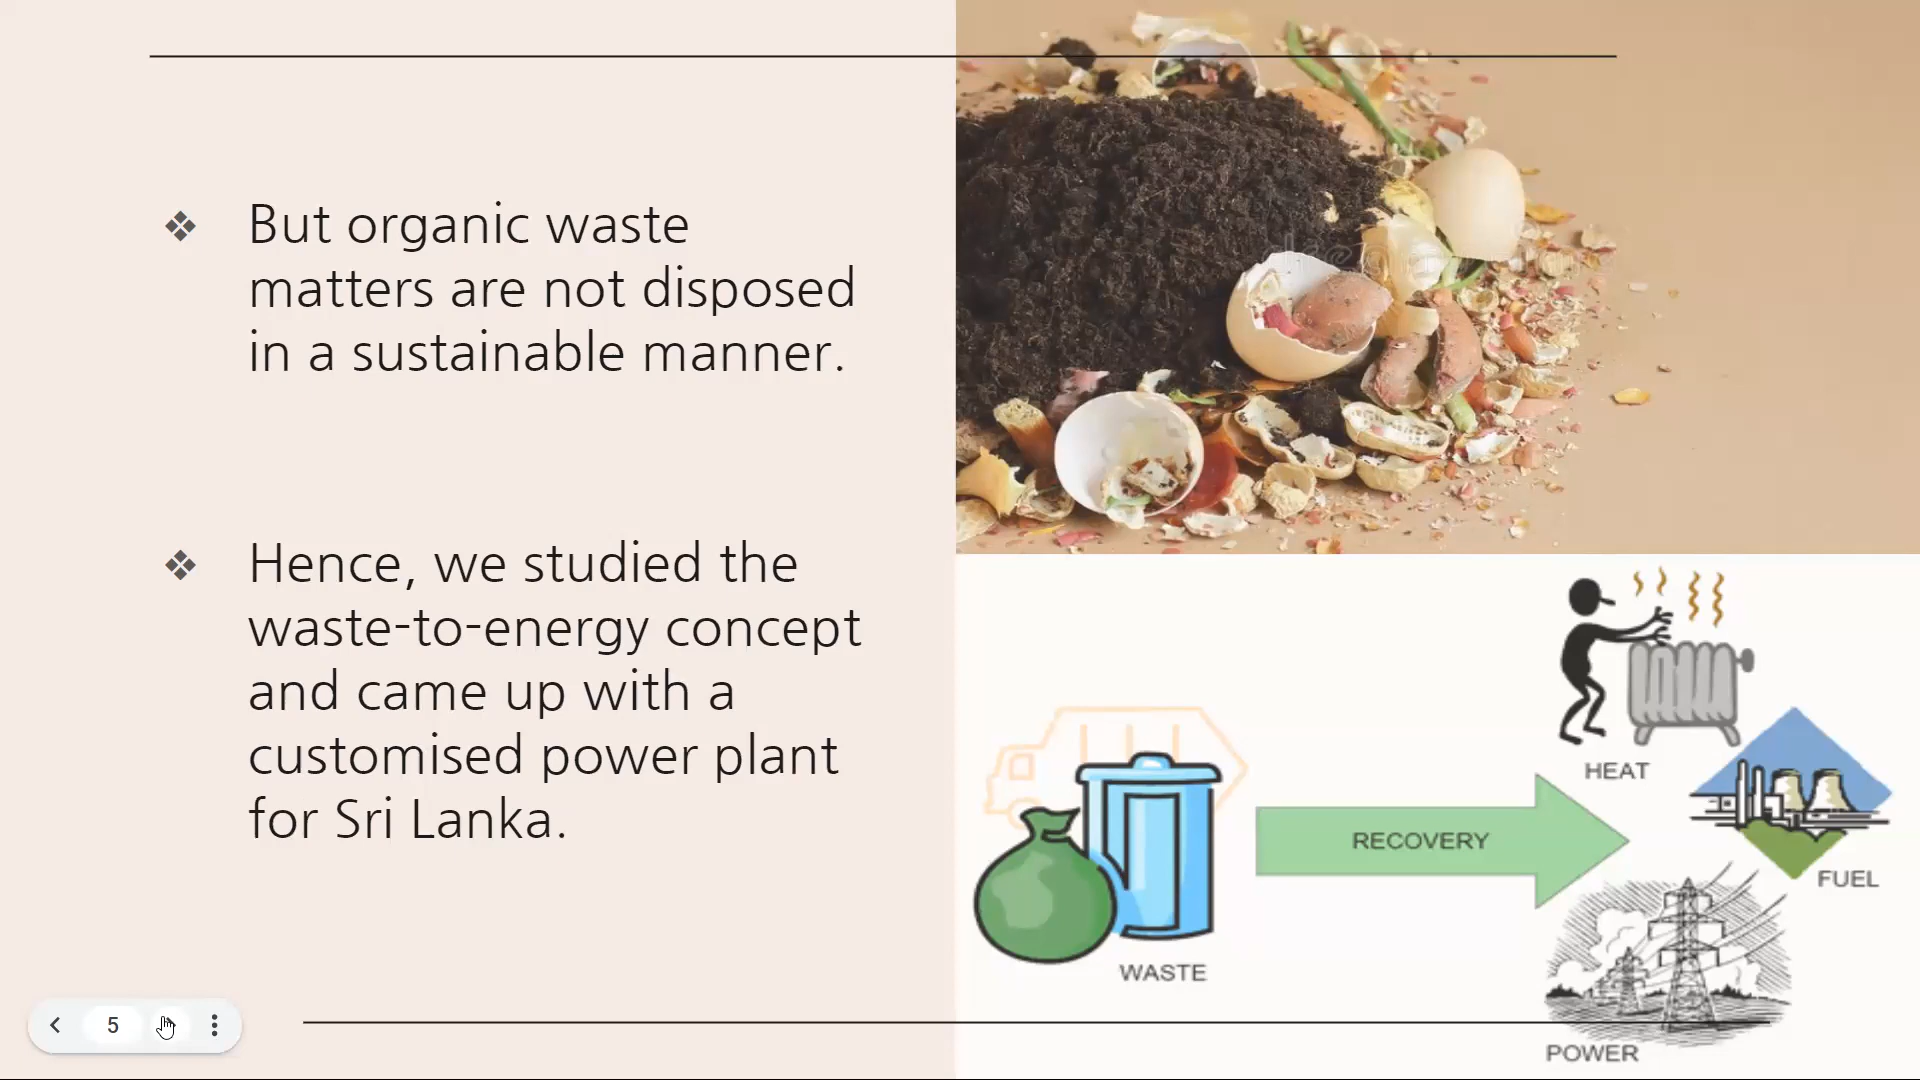 But organic waste
matters are not disposed
in a sustainable manner.
Hence, we studied the
waste-to-energy concept
and came up with a
customised power plant
for Sri Lanka.
HEAT
RECOVERY
FUEL
WASTE
POWER
5